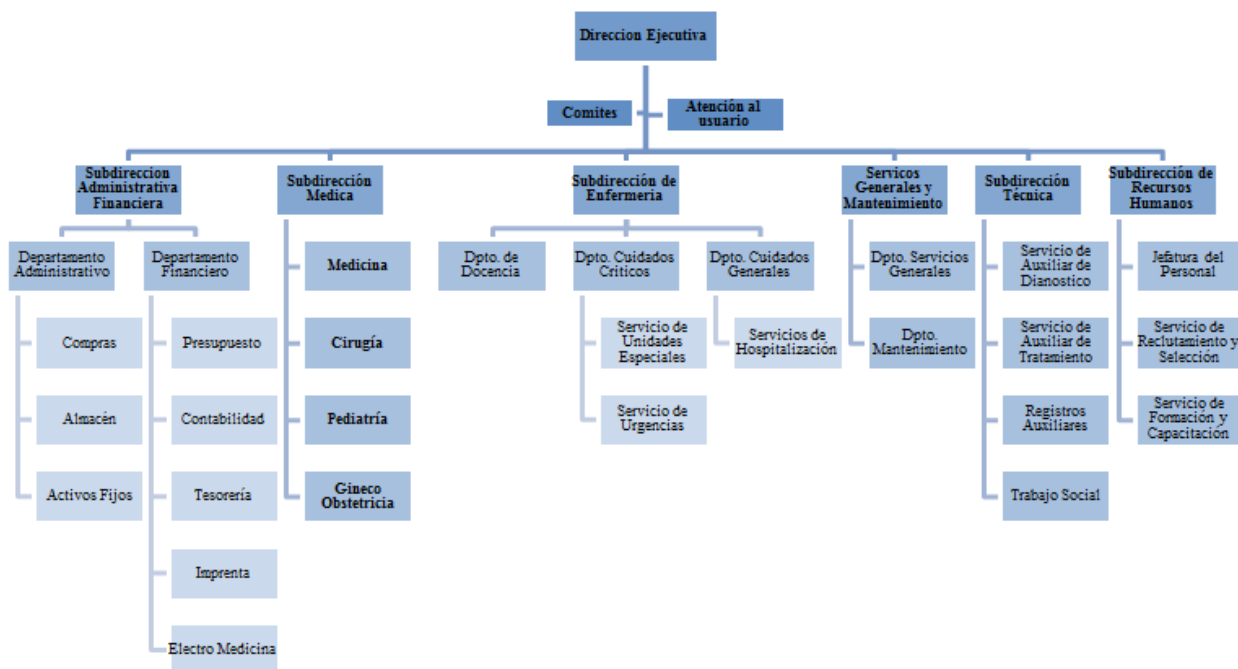 Direccion Ejecutiva
Comites
Atención al
usuario
Subdireccion
Administrativa
Financiera
Subdirección
Medica
Subdirección de
Enfermeria
Servicos
Generales y
Mantenimiento
Subdirección
Técnica
Subdirección de
Recursos
Humanos
Departamento
Administrativo
Departamento
Financiero
Medicina
Dpto. de
Docencia
Dpto. Cuidados
Criticos
Dpto. Cuidados
Generales
Dpto. Servicios
Generales
Servicio de
Auxiliar de
Dianostico
Jefatura del
Personal
Compras
Presupuesto
Cirugía
Servicio de
Unidades
Especiales
Servicios de
Hospitalización
Dpto.
Mantenimiento
Servicio de
Auxiliar de
Tratamiento
Servicio de
Reclutamiento y
Selección
Almacén
Contabilidad
Pediatría
Servicio de
Urgencias
Registros
Auxiliares
Servicio de
Formación y
Capacitación
Activos Fijos
Tesorería
Gineco
Obstetricia
Trabajo Social
Imprenta
Electro Medicina